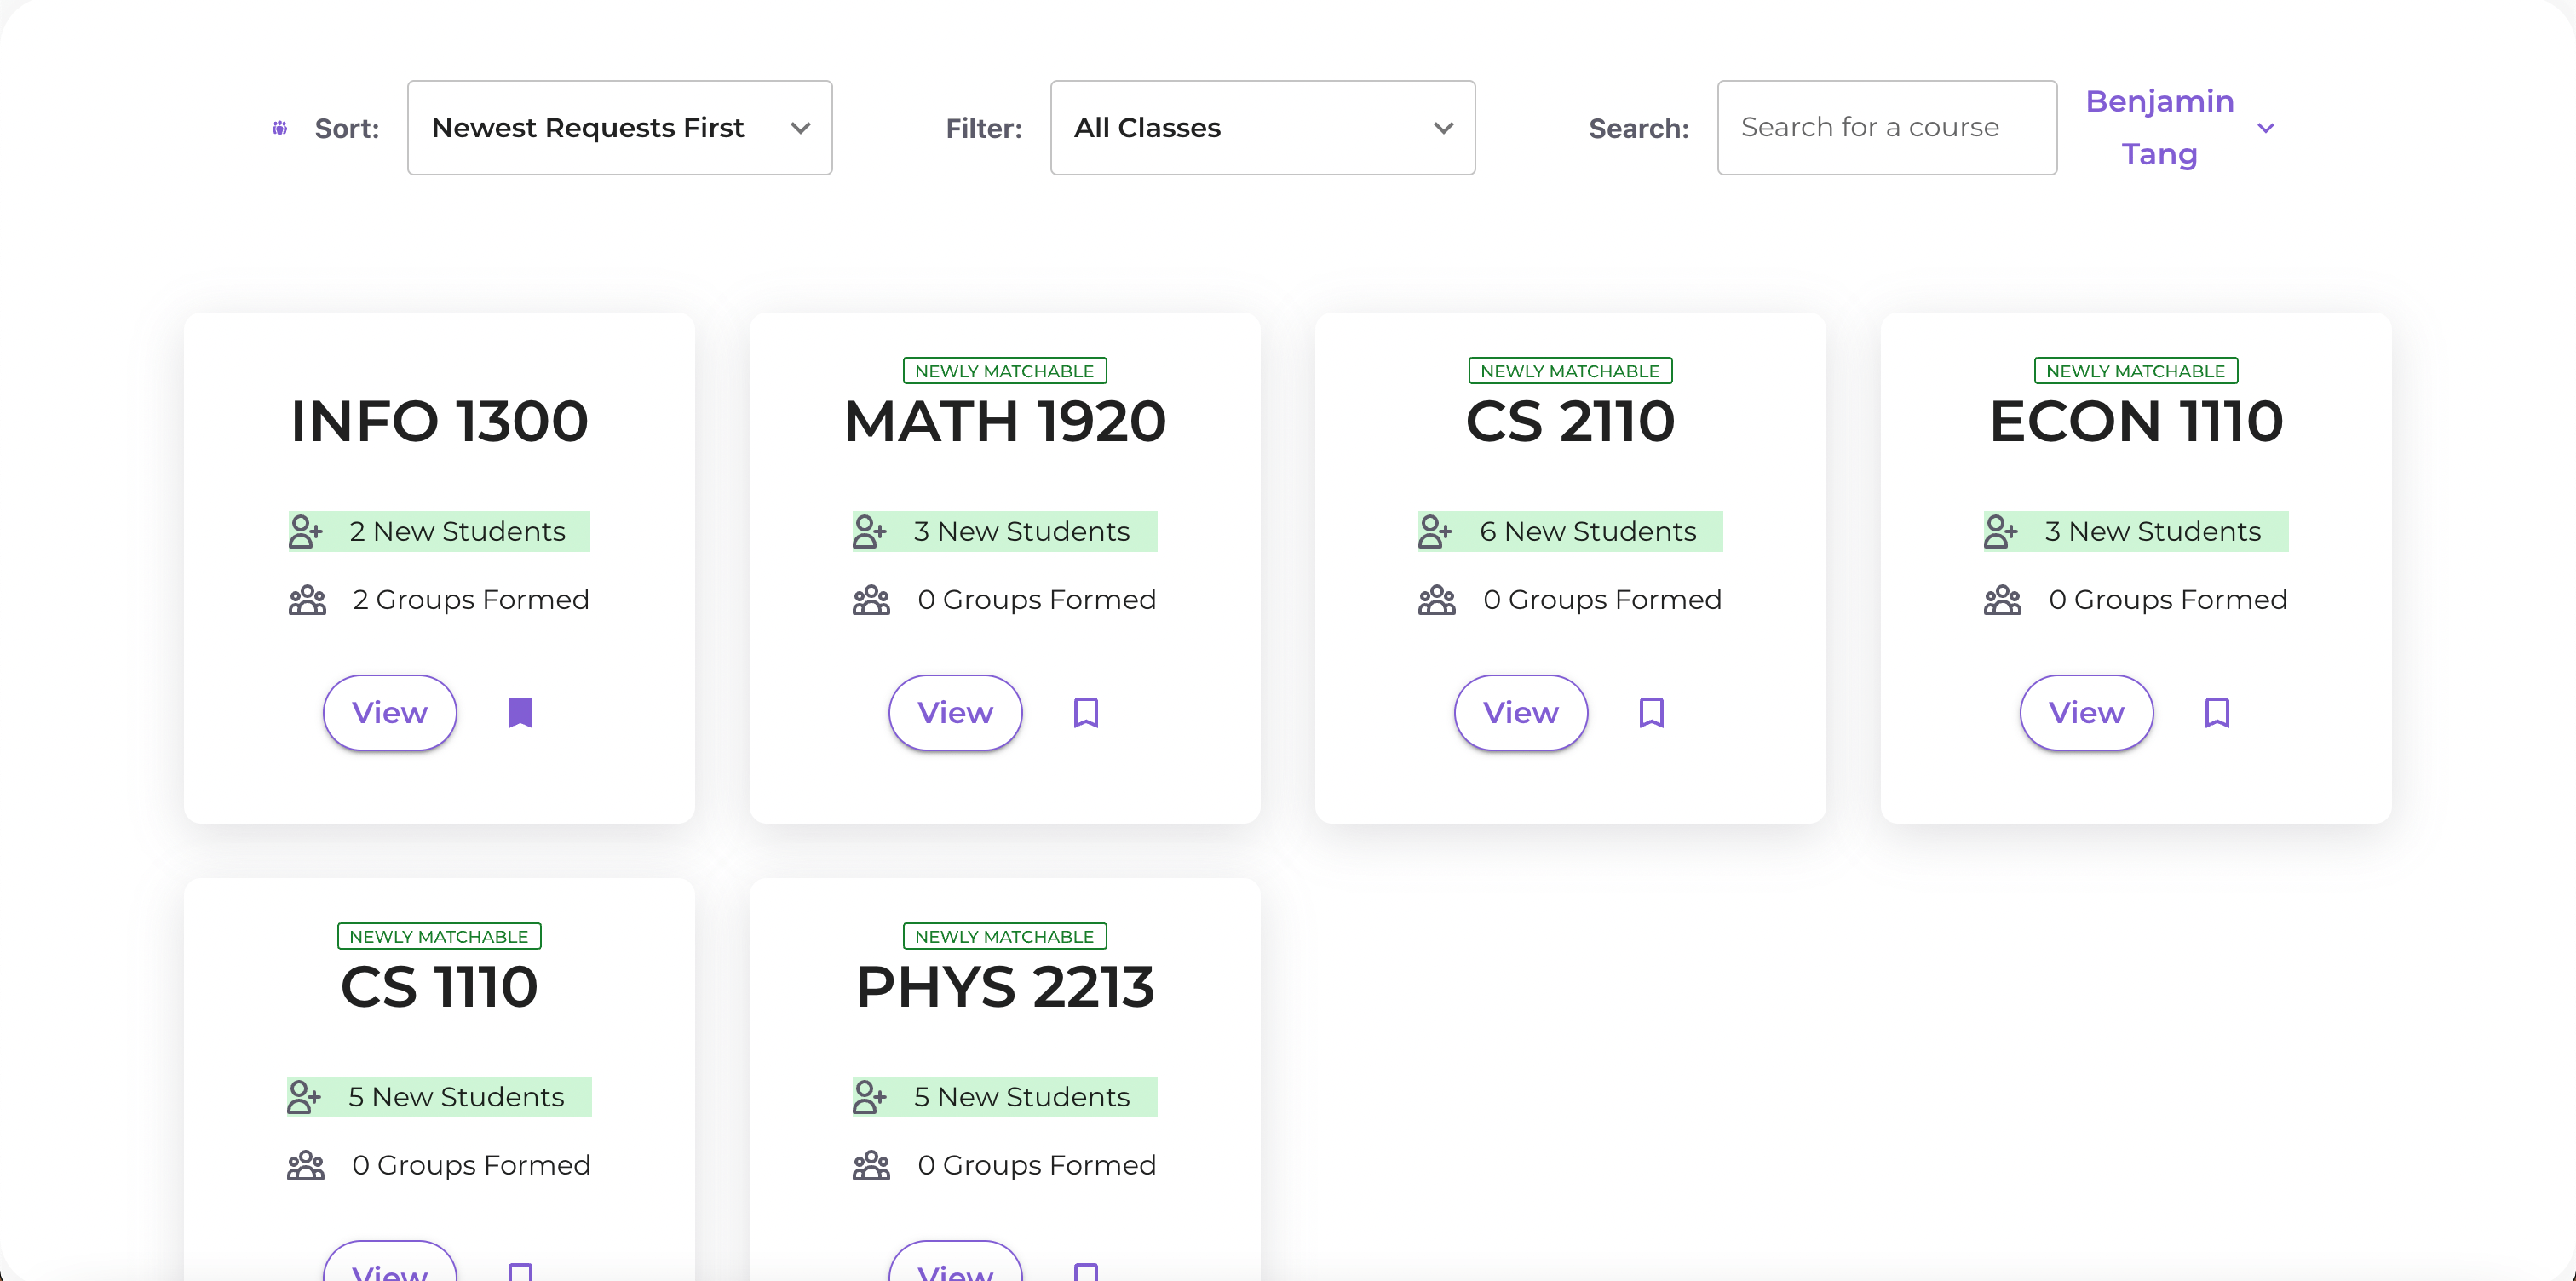 Sort:
Newest Requests First
Filter:
All Classes
Search:
Search for a course
Benjamin
Tang
INFO 1300
2 New Students
2 Groups Formed
View
NEWLY MATCHABLE
MATH 1920
3 New Students
0 Groups Formed
View
NEWLY MATCHABLE
CS 2110
6 New Students
0 Groups Formed
View
NEWLY MATCHABLE
ECON 1110
3 New Students
0 Groups Formed
View
NEWLY MATCHABLE
CS 1110
5 New Students
0 Groups Formed
View
NEWLY MATCHABLE
PHYS 2213
5 New Students
0 Groups Formed
View